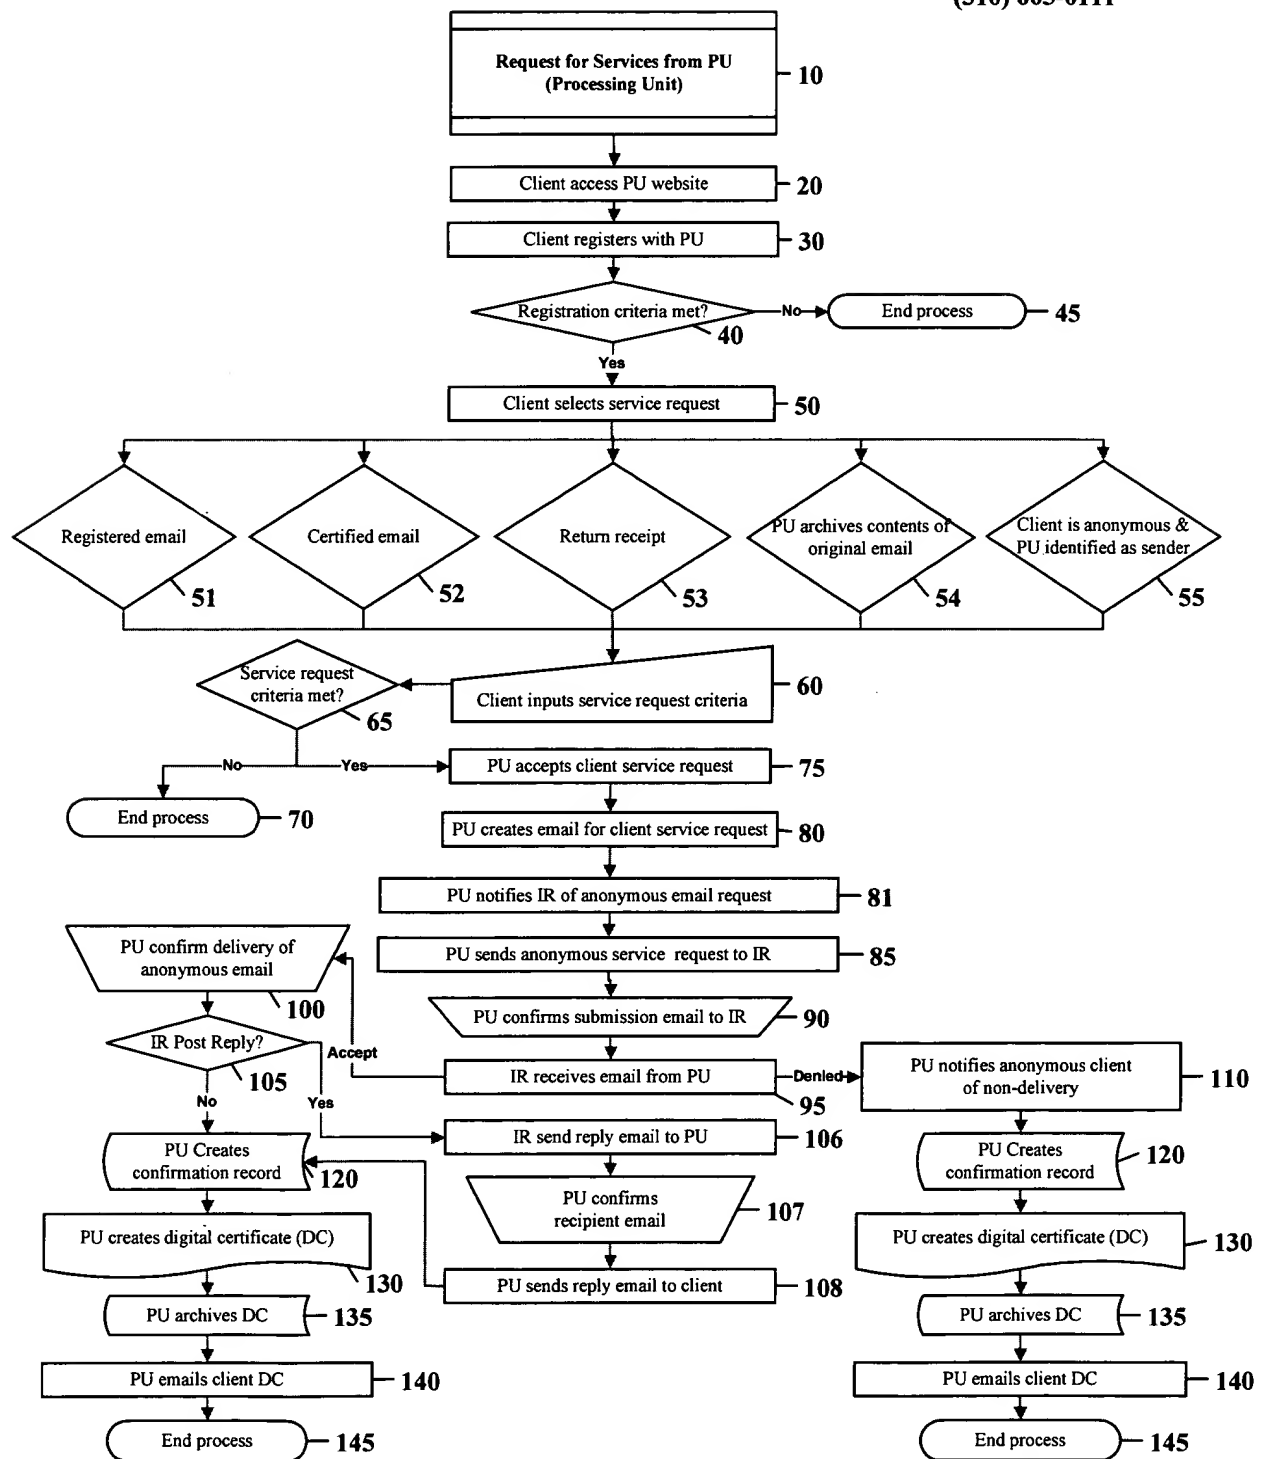 Request for Services from PU
(Processing Unit)
10
Client access PU website
20
Client registers with PU
30
Registration criteria met?
40
No
End process
45
Yes
Client selects service request
50
Registered email
51
Certified email
52
Return receipt
53
PU archives contents of
original email
54
Client is anonymous &
PU identified as sender
55
Service request
criteria met?
65
Client inputs service request criteria
60
No
Yes
PU accepts client service request
75
End process
70
PU creates email for client service request
80
PU notifies IR of anonymous email request
81
PU confirm delivery of
anonymous email
100
PU sends anonymous service request to IR
85
PU confirms submission email to IR
90
IR Post Reply?
105
Accept
IR receives email from PU
95
Denied
PU notifies anonymous client
of non-delivery
110
No
Yes
IR send reply email to PU
106
PU Creates
confirmation record
120
PU Creates
confirmation record
120
PU confirms
recipient email
107
PU creates digital certificate (DC)
130
PU creates digital certificate (DC)
130
PU sends reply email to client
108
PU archives DC
135
PU archives DC
135
PU emails client DC
140
PU emails client DC
140
End process
145
End process
145